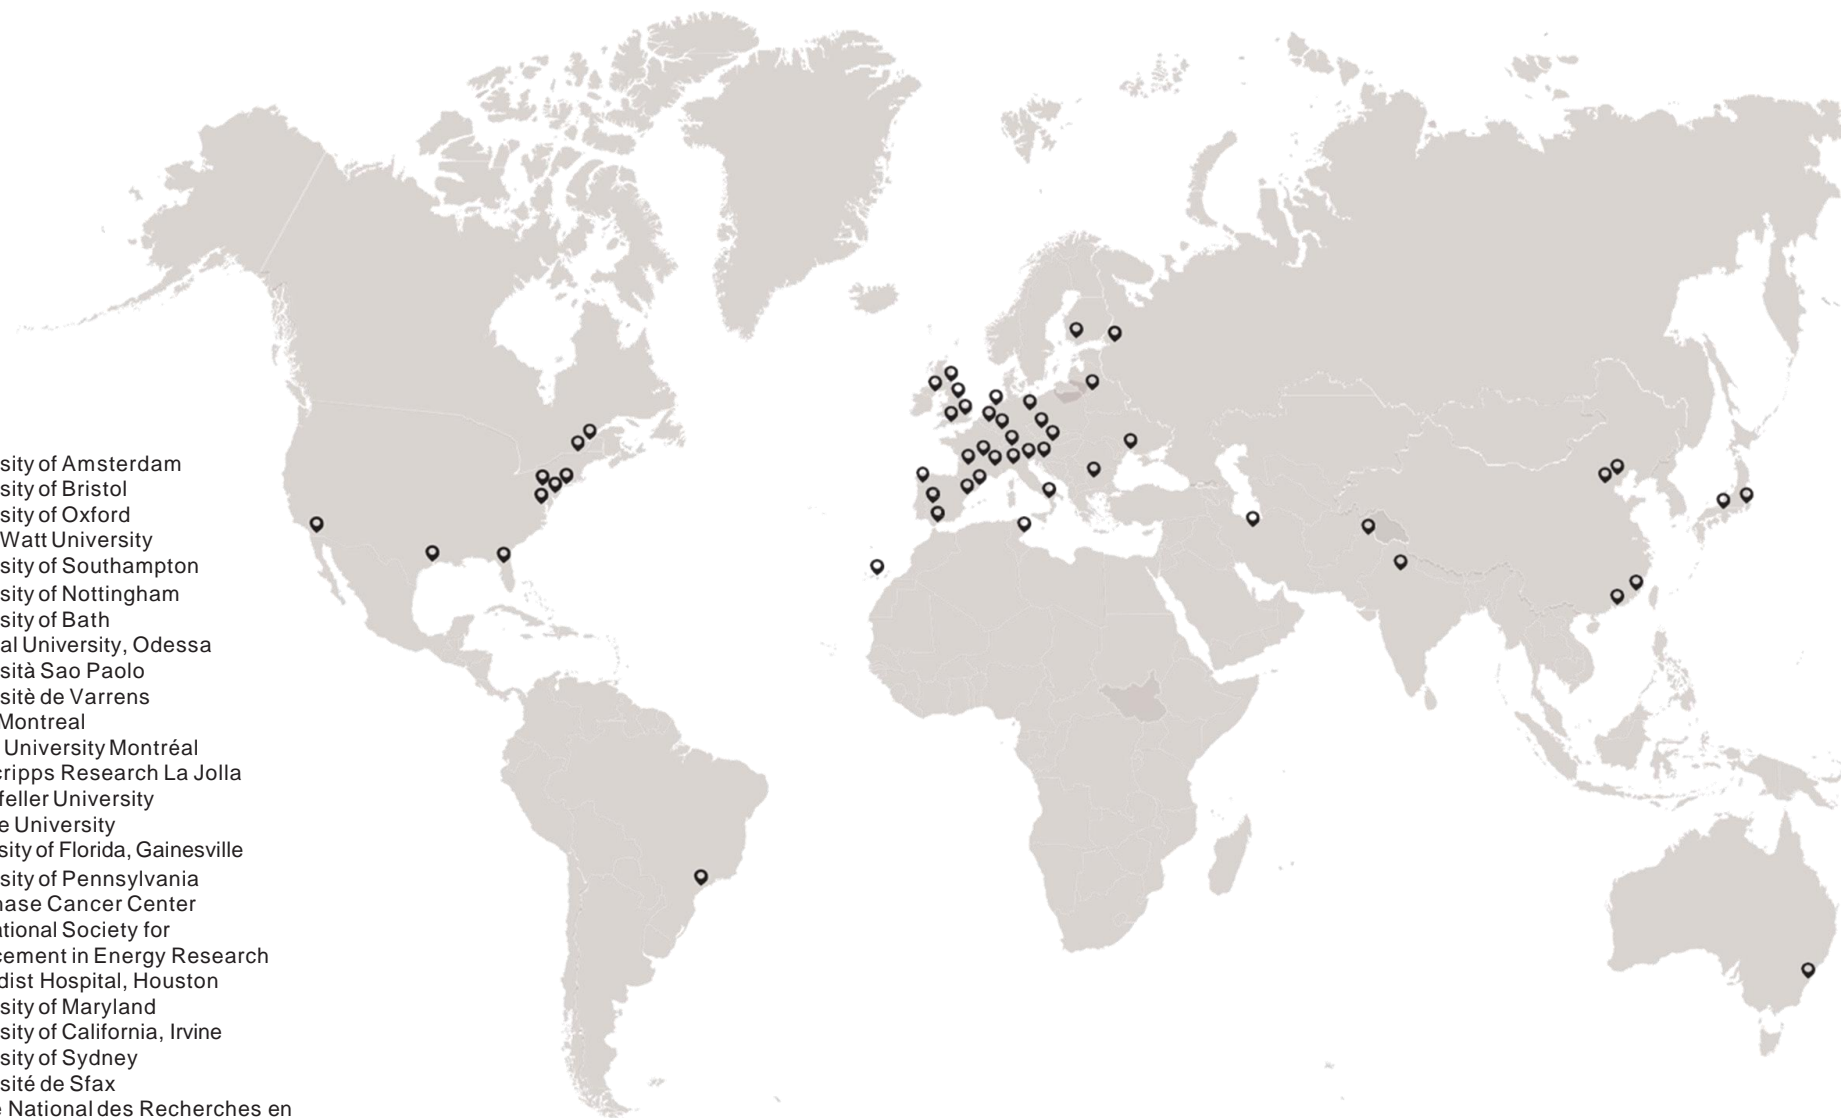 sity of Amsterdam
sity of Bristol
sity of Oxford
Watt University
sity of Southampton
sity of Nottingham
sity of Bath
al University, Odessa
sità Sao Paolo
sitè de Varrens
Montreal
University Montréal
cripps Research La Jolla
feller University
e University
sity of Florida, Gainesville
sity of Pennsylvania
hase Cancer Center
ational Society for
cement in Energy Research
dist Hospital, Houston
sity of Maryland
sity of California, Irvine
sity of Sydney
sité de Sfax
e National des Recherches en